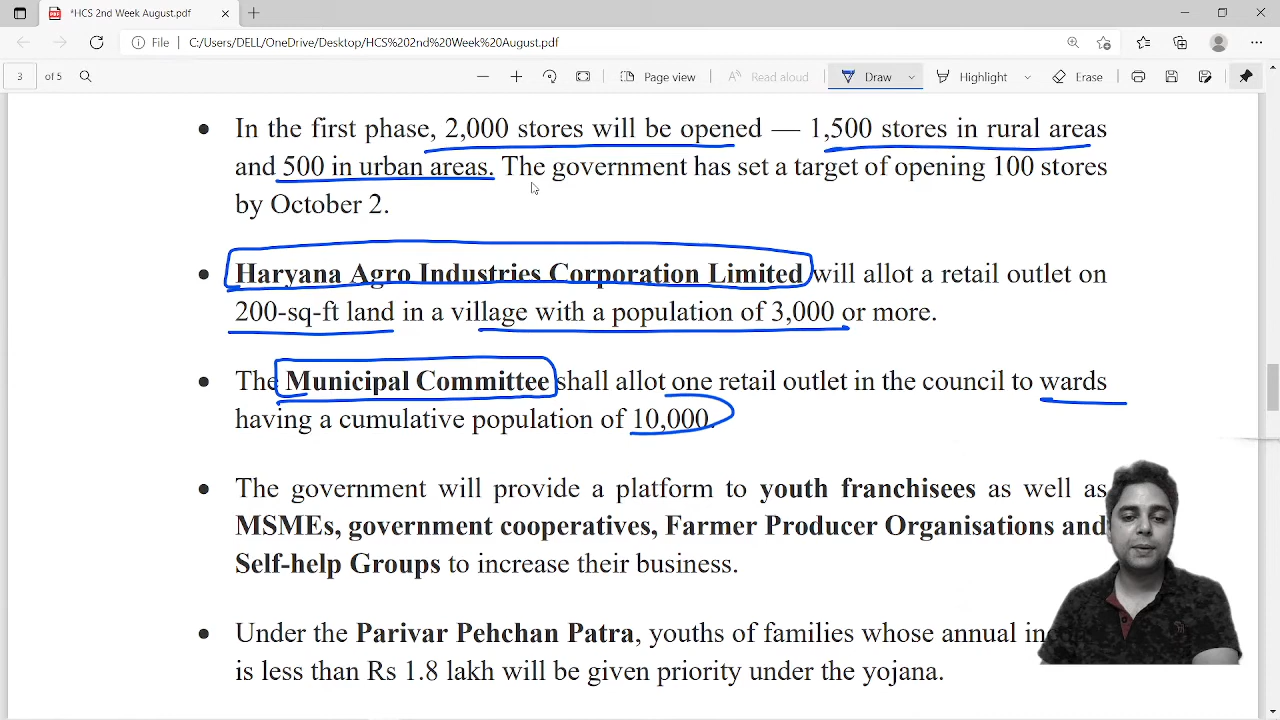 *HCS 2nd Week August.pdf
File C:/Users/DELL/OneDrive/Desktop/HCS%202nd%20Week%20August.pdf
3 of 5 Page view Read aloud Draw Highlight Erase
• In the first phase, 2,000 stores will be opened — 1,500 stores in rural areas
and 500 in urban areas. The government has set a target of opening 100 stores
by October 2.
• Haryana Agro Industries Corporation Limited will allot a retail outlet on
200-sq-ft land in a village with a population of 3,000 or more.
• The Municipal Committee shall allot one retail outlet in the council to wards
having a cumulative population of 10,000.
• The government will provide a platform to youth franchisees as well as
MSMEs, government cooperatives, Farmer Producer Organisations and
Self-help Groups to increase their business.
• Under the Parivar Pehchan Patra, youths of families whose annual
is less than Rs 1.8 lakh will be given priority under the yojana.